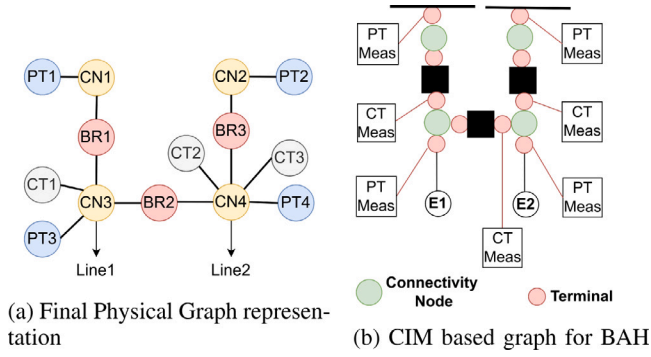 PT1
CN1
CN2
PT2
BR1
BR3
CT2
CT3
CT1
CN3
BR2
CN4
PT4
PT3
Line1
Line2
(a) Final Physical Graph represen-
tation
PT
Meas
PT
Meas
CT
Meas
CT
Meas
PT
Meas
E1
E2
PT
Meas
CT
Meas
Connectivity
Node
Terminal
(b) CIM based graph for BAH